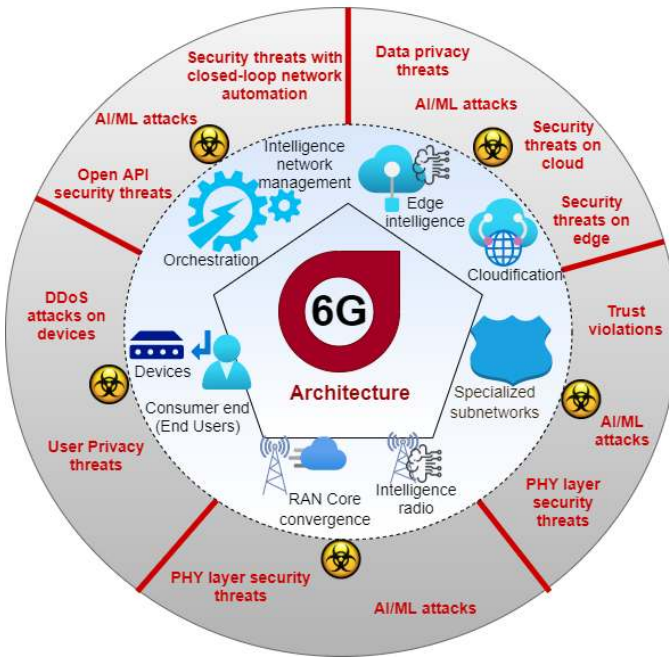 Security threats with
closed-loop network
automation
AI/ML attacks
Open API
security threats
Data privacy
threats
AI/ML attacks
Security
threats on
cloud
Security
threats on
edge
Intelligence
network
management
Orchestration
Edge
intelligence
Cloudification
6G
Architecture
DDoS
attacks on
devices
User Privacy
threats
Devices
Consumer end
(End Users)
Specialized
subnetworks
Trust
violations
AI/ML
attacks
PHY layer
security
threats
RAN Core
convergence
Intelligence
radio
PHY layer security
threats
AI/ML attacks